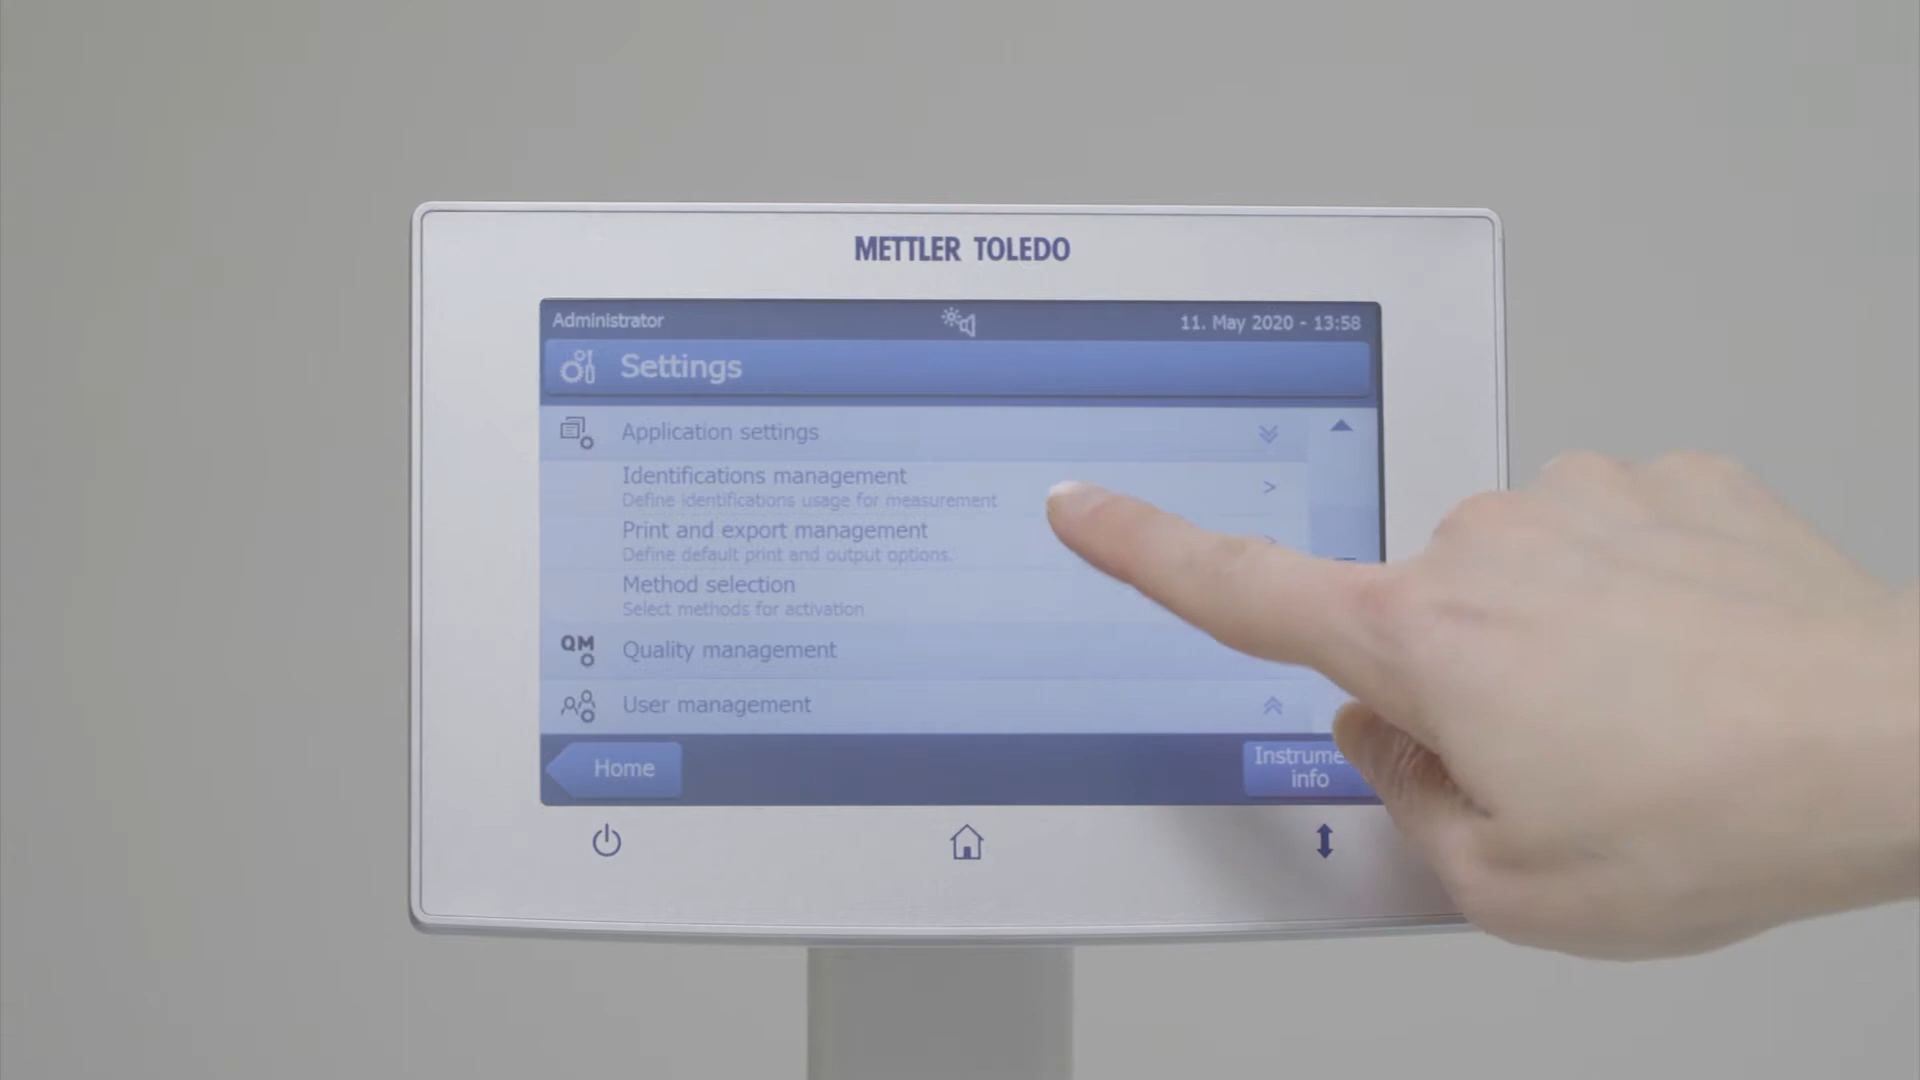 METTLER TOLEDO
Administrator
11. May 2020 - 13:58
Settings
Application settings
Identifications management
Define identifications usage for measurement
>
Print and export management
Define default print and output options.
Method selection
Select methods for activation
QM
Quality management
User management
Home
info